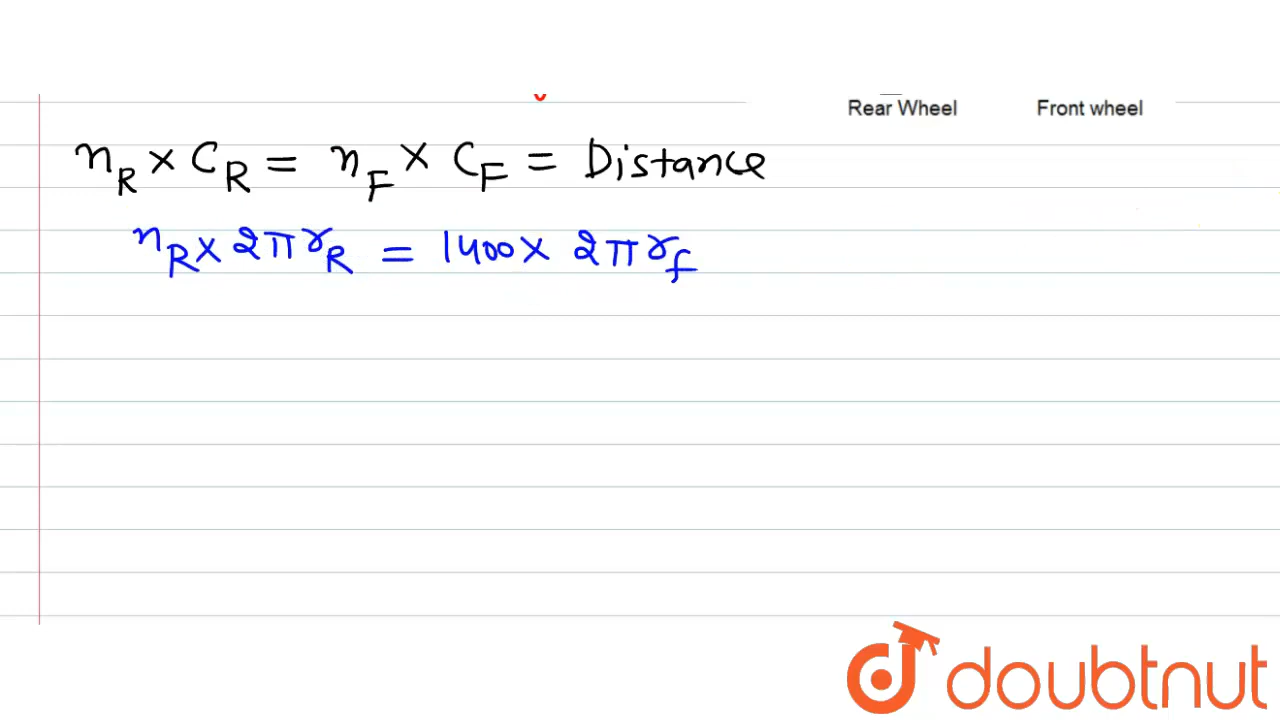 Rear Wheel Front wheel
n_R × C_R = n_F × C_F = Distance
n_R × 2πr_R = 1400 × 2πr_f
doubtnut